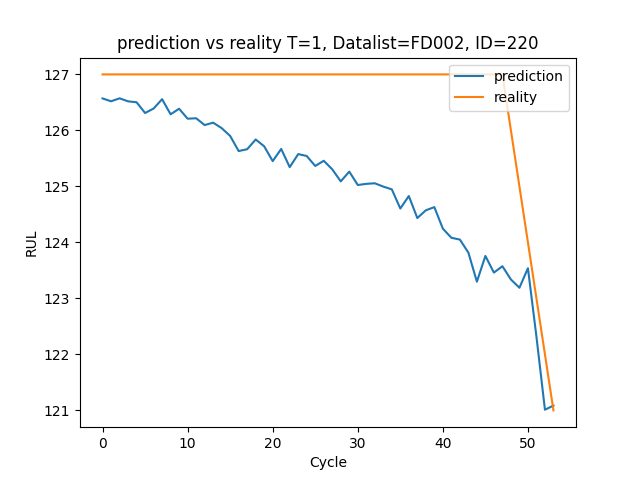 prediction vs reality T=1, Datalist=FD002, ID=220
prediction
reality
127
126
125
124
123
122
121
RUL
0 10 20 30 40 50
Cycle